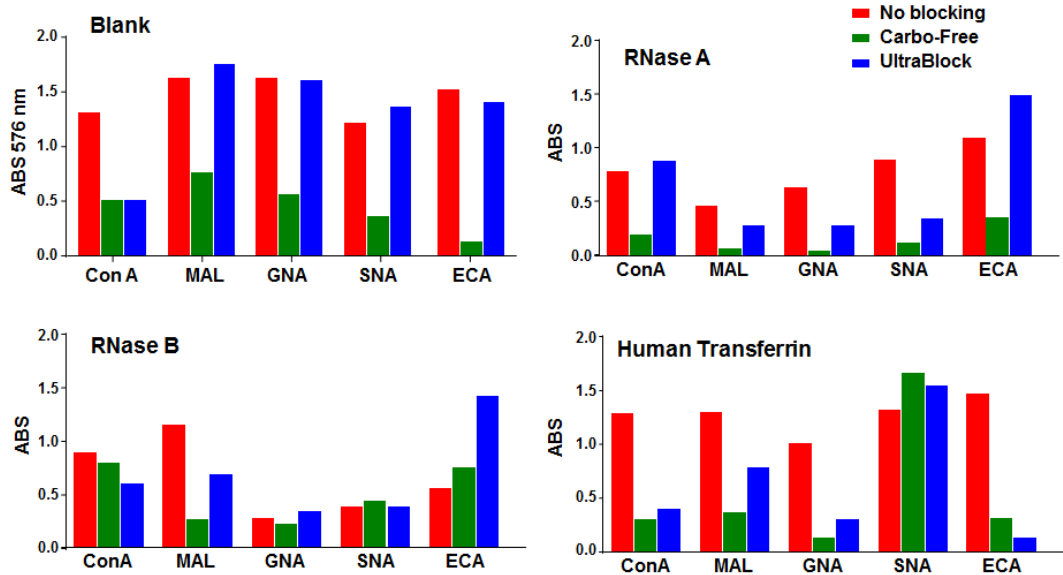 Blank
ABS 576 nm
2.0
1.5
1.0
0.5
0.0
Con A MAL GNA SNA ECA
No blocking
Carbo-Free
UltraBlock
RNase A
ABS
2.0
1.5
1.0
0.5
0.0
ConA MAL GNA SNA ECA
RNase B
ABS
2.0
1.5
1.0
0.5
0.0
ConA MAL GNA SNA ECA
Human Transferrin
ABS
2.0
1.5
1.0
0.5
0.0
ConA MAL GNA SNA ECA